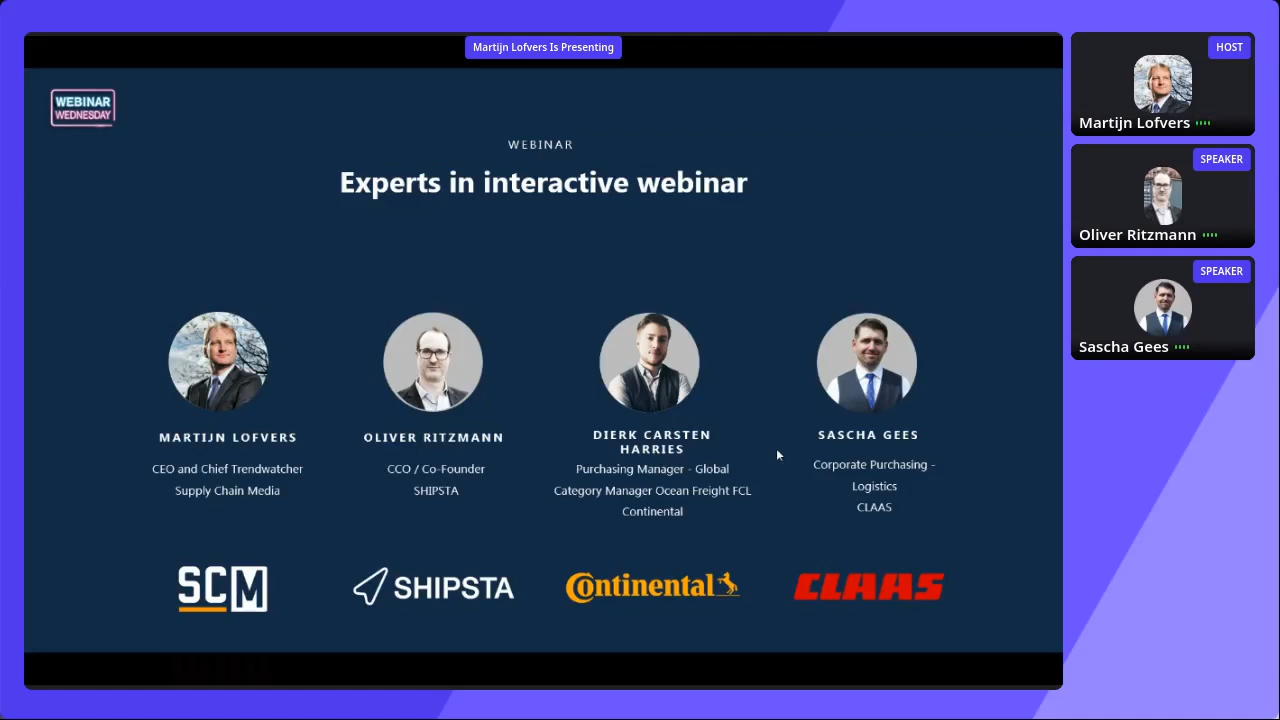 Martijn Lofvers Is Presenting
WEBINAR
WEDNESDAY
WEBINAR
Experts in interactive webinar
MARTIJN LOFVERS
CEO and Chief Trendwatcher
Supply Chain Media
SCM
OLIVER RITZMANN
CCO / Co-Founder
SHIPSTA
SHIPSTA
DIERK CARSTEN
HARRIES
Purchasing Manager - Global
Category Manager Ocean Freight FCL
Continental
Continental
SASCHA GEES
Corporate Purchasing -
Logistics
CLAAS
CLAAS
HOST
Martijn Lofvers
SPEAKER
Oliver Ritzmann
SPEAKER
Sascha Gees